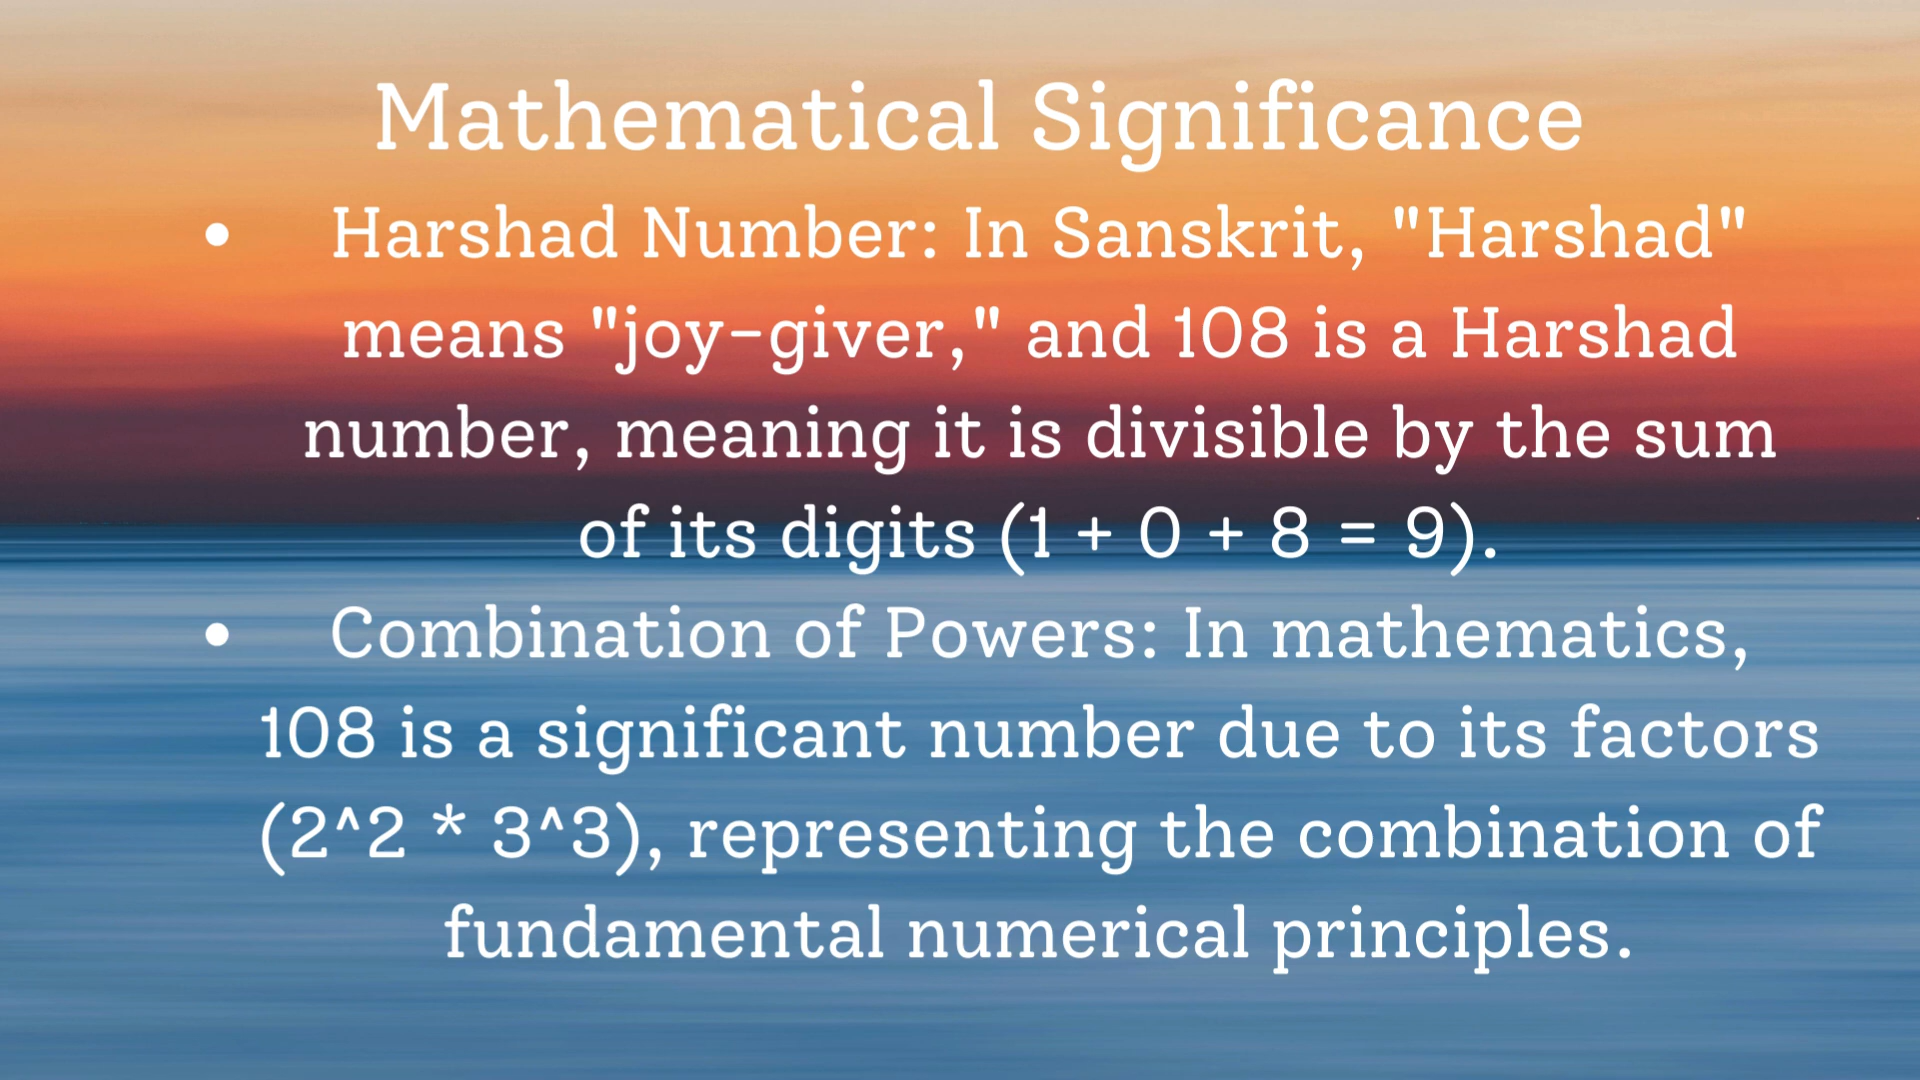 Mathematical Significance
• Harshad Number: In Sanskrit, "Harshad"
means "joy-giver," and 108 is a Harshad
number, meaning it is divisible by the sum
of its digits (1 + 0 + 8 = 9).
• Combination of Powers: In mathematics,
108 is a significant number due to its factors
(2^2 * 3^3), representing the combination of
fundamental numerical principles.